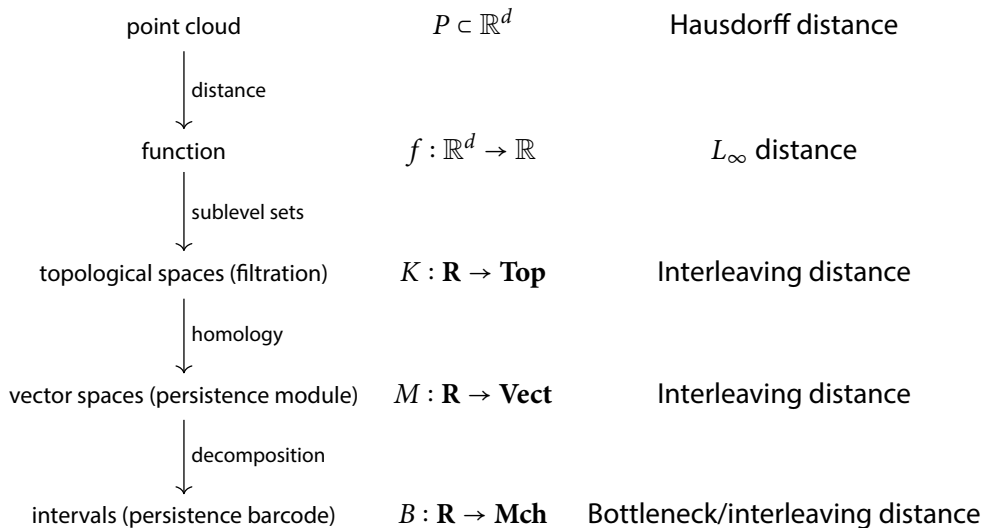 point cloud P ⊂ ℝ^d Hausdorff distance
distance
function f : ℝ^d → ℝ L_∞ distance
sublevel sets
topological spaces (filtration) K : R → Top Interleaving distance
homology
vector spaces (persistence module) M : R → Vect Interleaving distance
decomposition
intervals (persistence barcode) B : R → Mch Bottleneck/interleaving distance